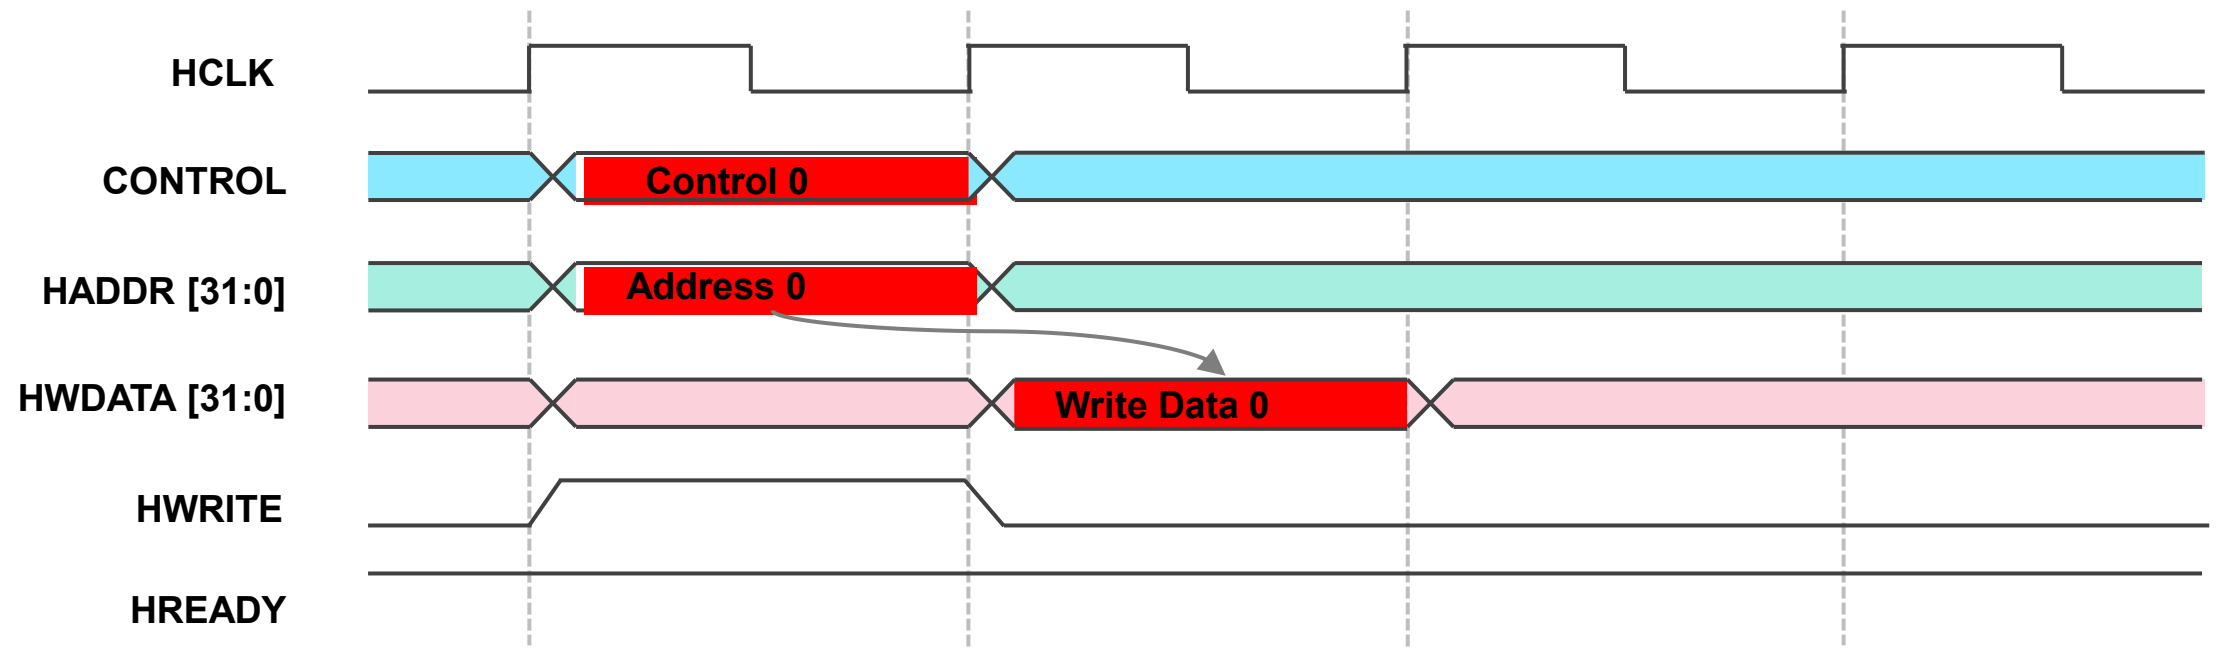 HCLK
CONTROL
Control 0
HADDR [31:0]
Address 0
HWDATA [31:0]
Write Data 0
HWRITE
HREADY